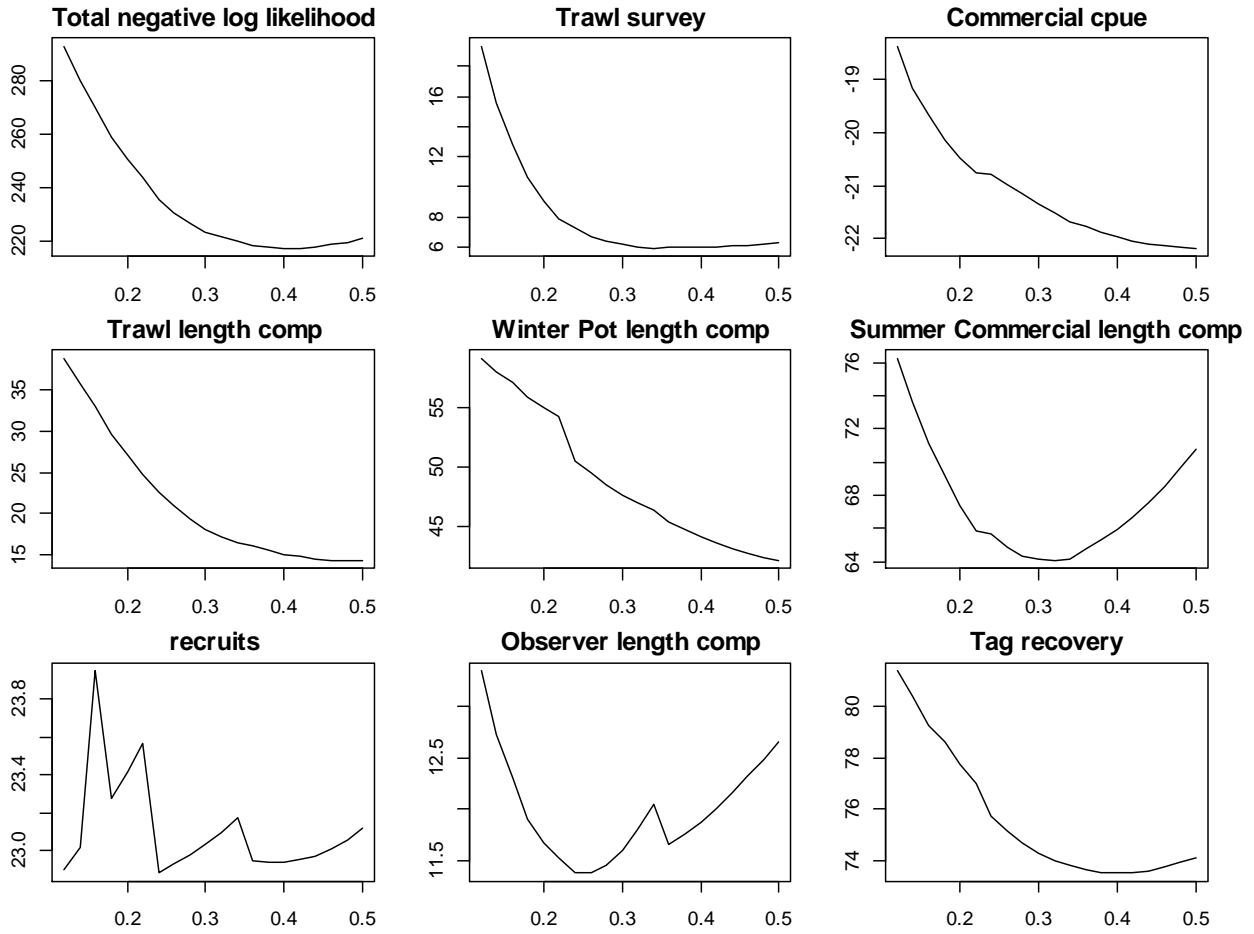 Total negative log likelihood
280
260
240
220
0.2 0.3 0.4 0.5
Trawl survey
16
12
8
6
0.2 0.3 0.4 0.5
Commercial cpue
-19
-20
-21
-22
0.2 0.3 0.4 0.5
Trawl length comp
35
30
25
20
15
0.2 0.3 0.4 0.5
Winter Pot length comp
55
50
45
0.2 0.3 0.4 0.5
Summer Commercial length comp
76
72
68
64
0.2 0.3 0.4 0.5
recruits
23.8
23.4
23.0
0.2 0.3 0.4 0.5
Observer length comp
12.5
11.5
0.2 0.3 0.4 0.5
Tag recovery
80
78
76
74
0.2 0.3 0.4 0.5